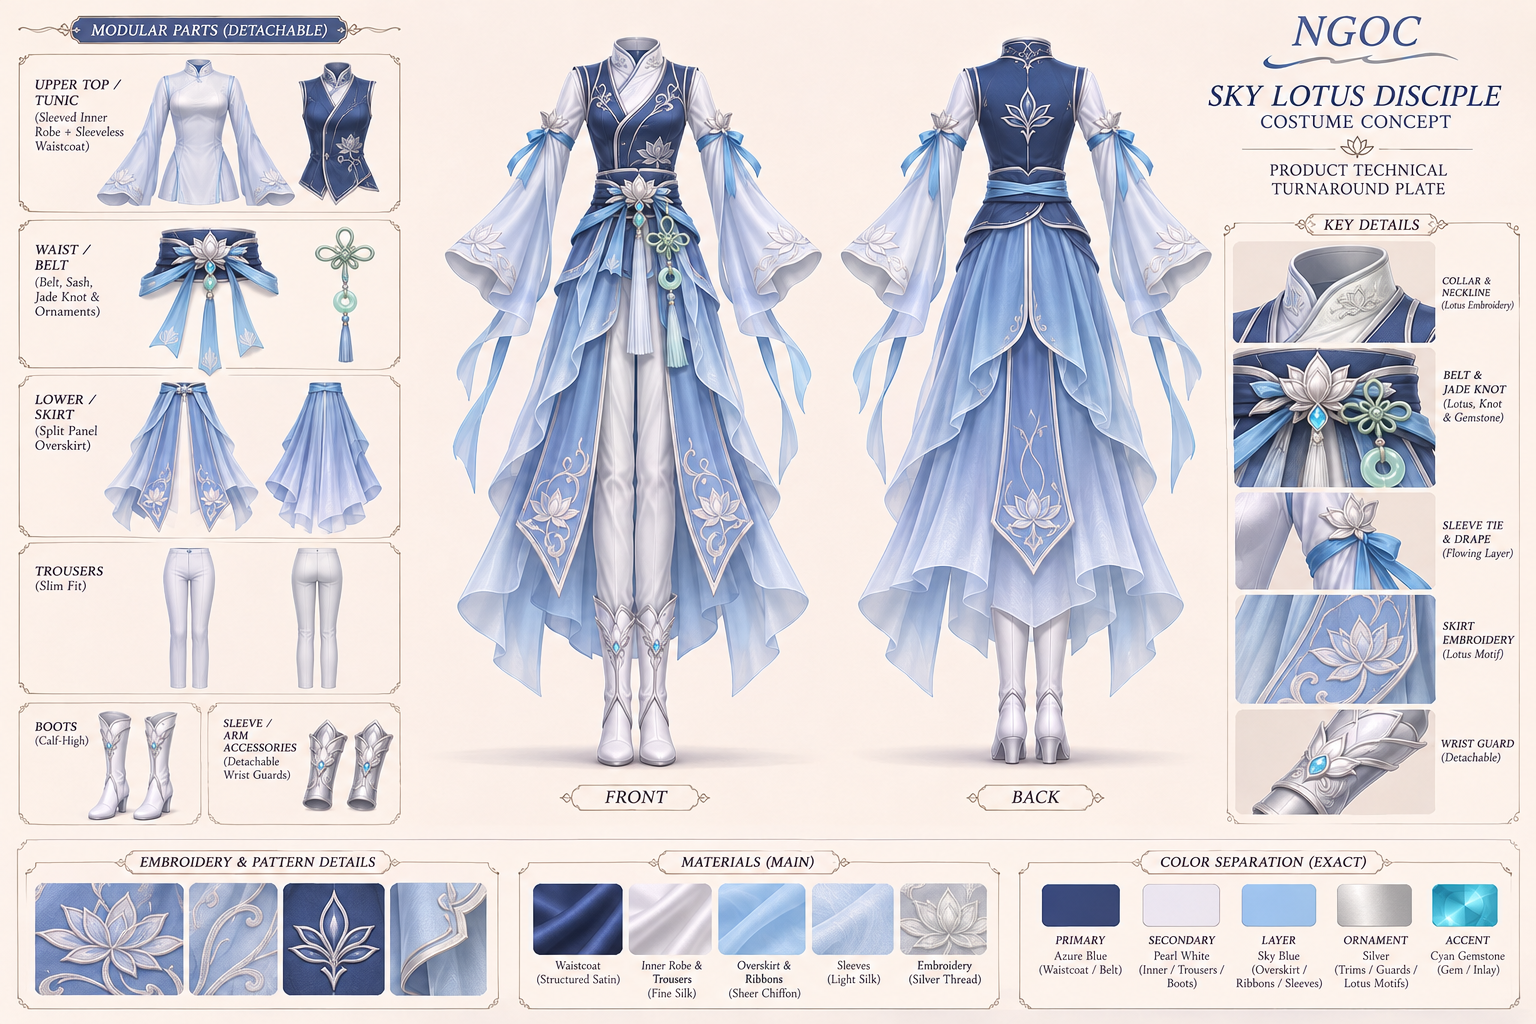 MODULAR PARTS (DETACHABLE)
UPPER TOP /
TUNIC
(Sleeved Inner
Robe + Sleeveless
Waistcoat)
WAIST /
BELT
(Belt, Sash,
Jade Knot &
Ornaments)
LOWER /
SKIRT
(Split Panel
Overskirt)
TROUSERS
(Slim Fit)
BOOTS
(Calf-High)
SLEEVE /
ARM
ACCESSORIES
(Detachable
Wrist Guards)
FRONT
BACK
NGOC
SKY LOTUS DISCIPLE
COSTUME CONCEPT
PRODUCT TECHNICAL
TURNAROUND PLATE
KEY DETAILS
COLLAR &
NECKLINE
(Lotus Embroidery)
BELT &
JADE KNOT
(Lotus, Knot
& Gemstone)
SLEEVE TIE
& DRAPE
(Flowing Layer)
SKIRT
EMBROIDERY
(Lotus Motif)
WRIST GUARD
(Detachable)
EMBROIDERY & PATTERN DETAILS
MATERIALS (MAIN)
Waistcoat
(Structured Satin)
Inner Robe &
Trousers
(Fine Silk)
Overskirt &
Ribbons
(Sheer Chiffon)
Sleeves
(Light Silk)
Embroidery
(Silver Thread)
COLOR SEPARATION (EXACT)
PRIMARY
Azure Blue
(Waistcoat / Belt)
SECONDARY
Pearl White
(Inner / Trousers /
Boots)
LAYER
Sky Blue
(Overskirt /
Ribbons / Sleeves)
ORNAMENT
Silver
(Trims / Guards /
Lotus Motifs)
ACCENT
Cyan Gemstone
(Gem / Inlay)